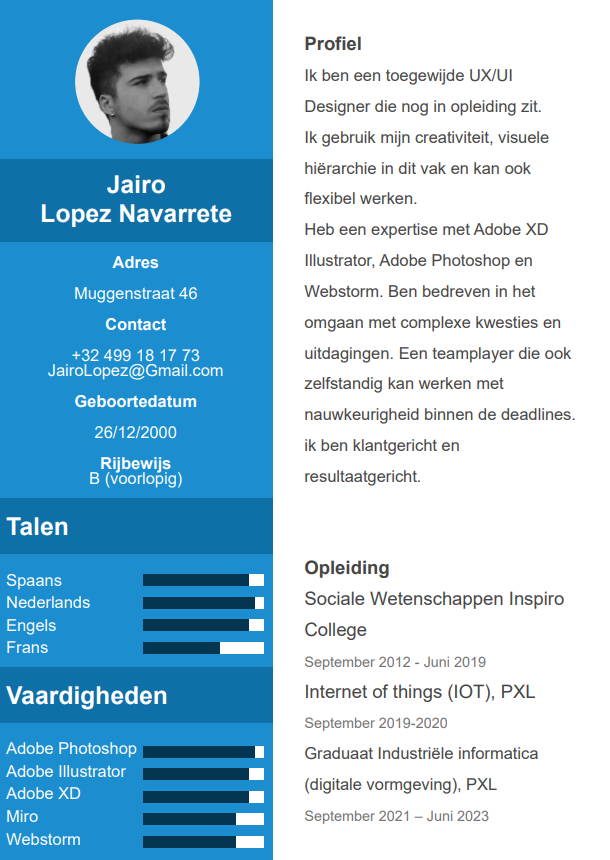 Jairo
Lopez Navarrete
Adres
Muggenstraat 46
Contact
+32 499 18 17 73
JairoLopez@Gmail.com
Geboortedatum
26/12/2000
Rijbewijs
B (voorlopig)
Talen
Spaans
Nederlands
Engels
Frans
Vaardigheden
Adobe Photoshop
Adobe Illustrator
Adobe XD
Miro
Webstorm
Profiel
Ik ben een toegewijde UX/UI
Designer die nog in opleiding zit.
Ik gebruik mijn creativiteit, visuele
hiërarchie in dit vak en kan ook
flexibel werken.
Heb een expertise met Adobe XD
Illustrator, Adobe Photoshop en
Webstorm. Ben bedreven in het
omgaan met complexe kwesties en
uitdagingen. Een teamplayer die ook
zelfstandig kan werken met
nauwkeurigheid binnen de deadlines.
ik ben klantgericht en
resultaatgericht.
Opleiding
Sociale Wetenschappen Inspiro
College
September 2012 - Juni 2019
Internet of things (IOT), PXL
September 2019-2020
Graduaat Industriële informatica
(digitale vormgeving), PXL
September 2021 – Juni 2023